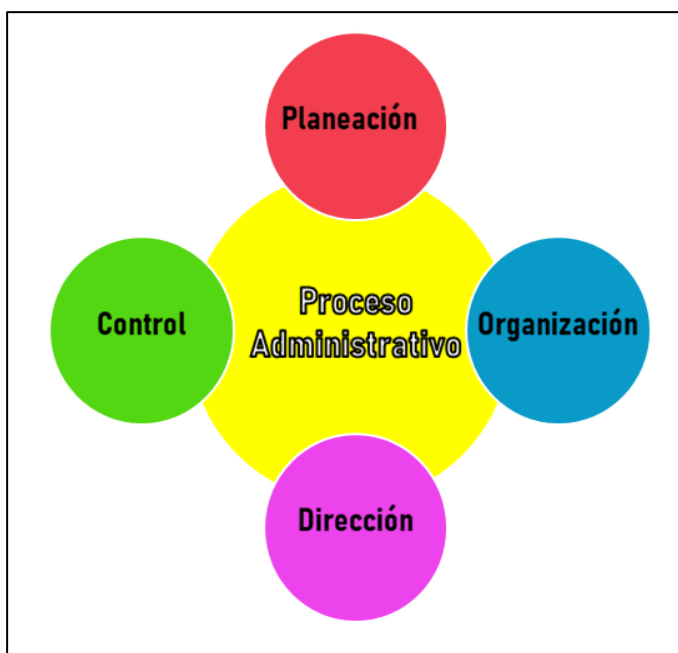 Planeación
Control
Proceso
Administrativo
Organización
Dirección